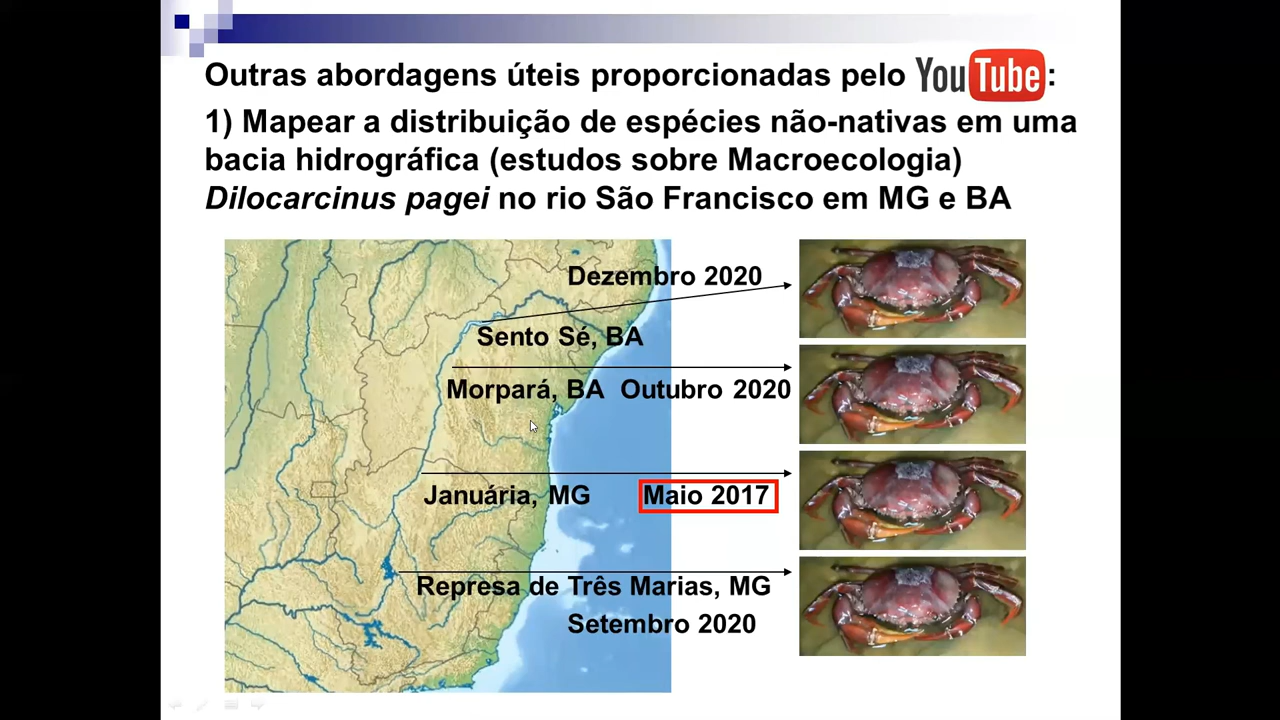 Outras abordagens úteis proporcionadas pelo YouTube:
1) Mapear a distribuição de espécies não-nativas em uma
bacia hidrográfica (estudos sobre Macroecologia)
Dilocarcinus pagei no rio São Francisco em MG e BA
Dezembro 2020
Sento Sé, BA
Morpará, BA Outubro 2020
Januária, MG Maio 2017
Represa de Três Marias, MG
Setembro 2020